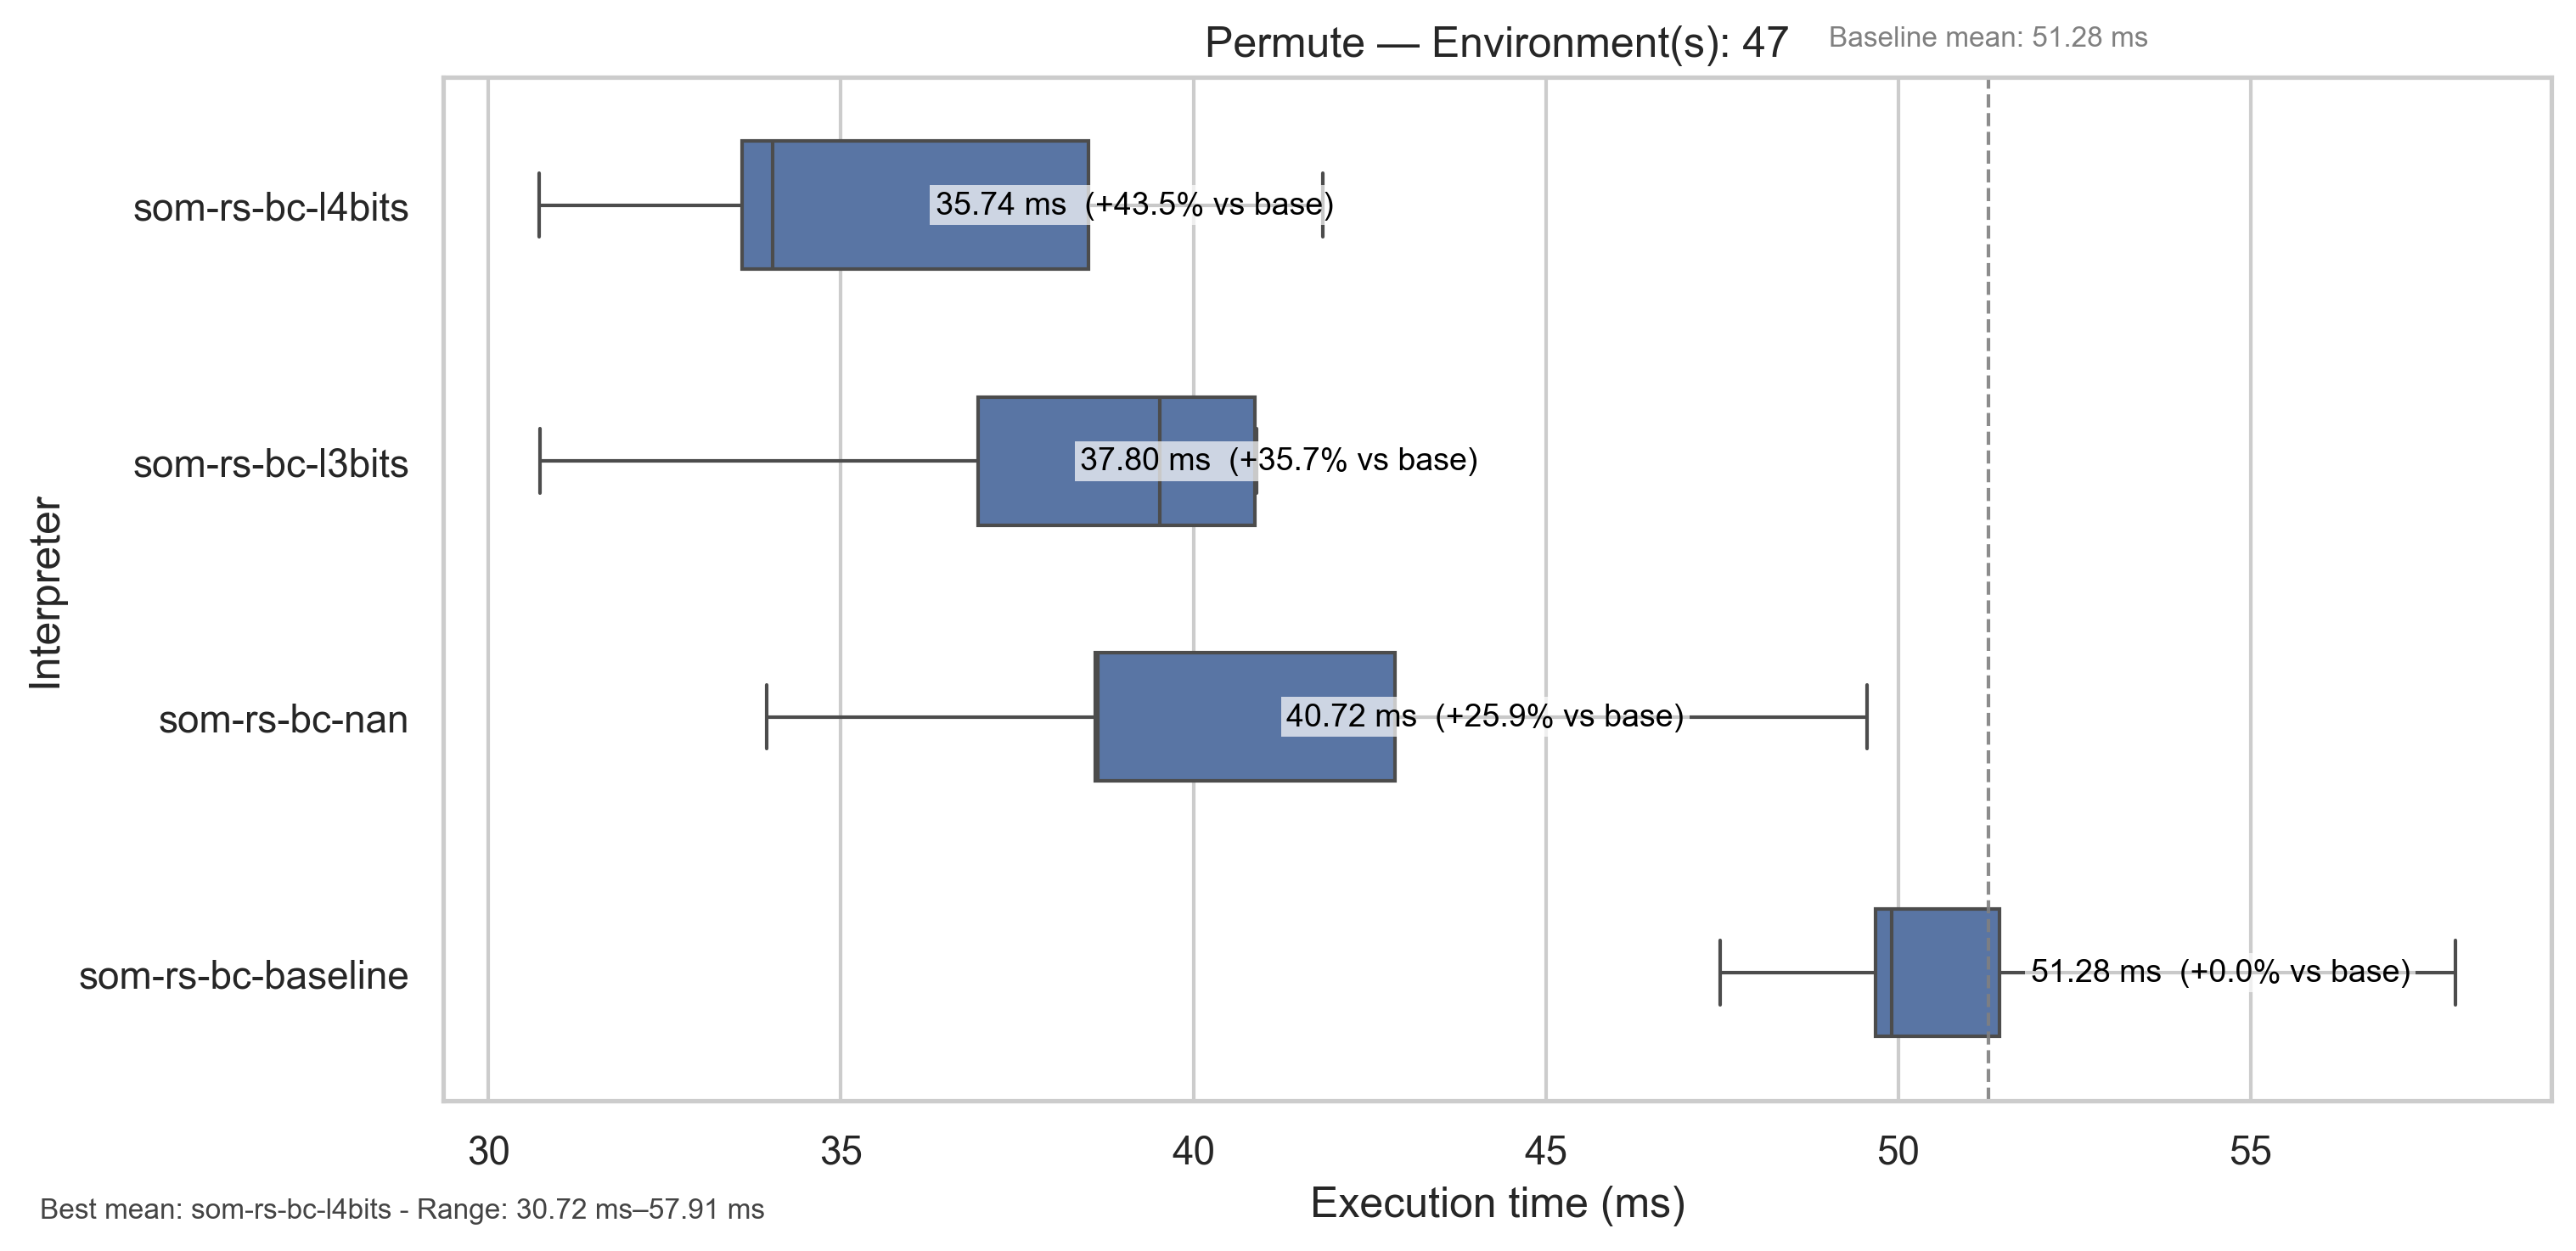 Permute — Environment(s): 47
Baseline mean: 51.28 ms
som-rs-bc-l4bits
35.74 ms  (+43.5% vs base)
som-rs-bc-l3bits
37.80 ms  (+35.7% vs base)
Interpreter
som-rs-bc-nan
40.72 ms  (+25.9% vs base)
som-rs-bc-baseline
51.28 ms  (+0.0% vs base)
30 35 40 45 50 55
Execution time (ms)
Best mean: som-rs-bc-l4bits - Range: 30.72 ms–57.91 ms